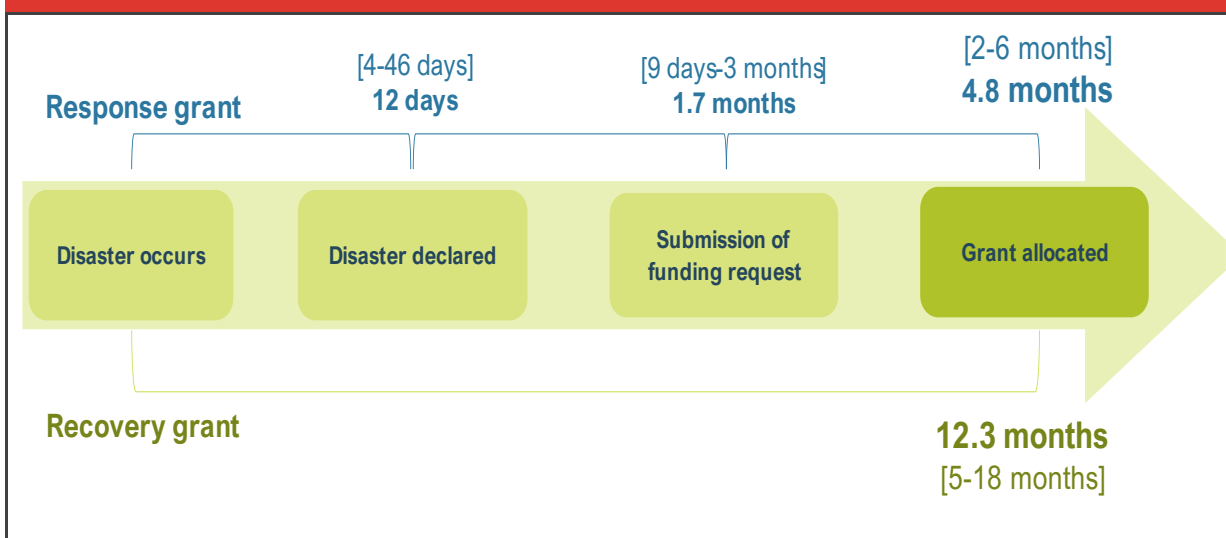 [4-46 days]
12 days
[9 days-3 months]
1.7 months
[2-6 months]
4.8 months
Response grant
Disaster occurs
Disaster declared
Submission of
funding request
Grant allocated
Recovery grant
12.3 months
[5-18 months]